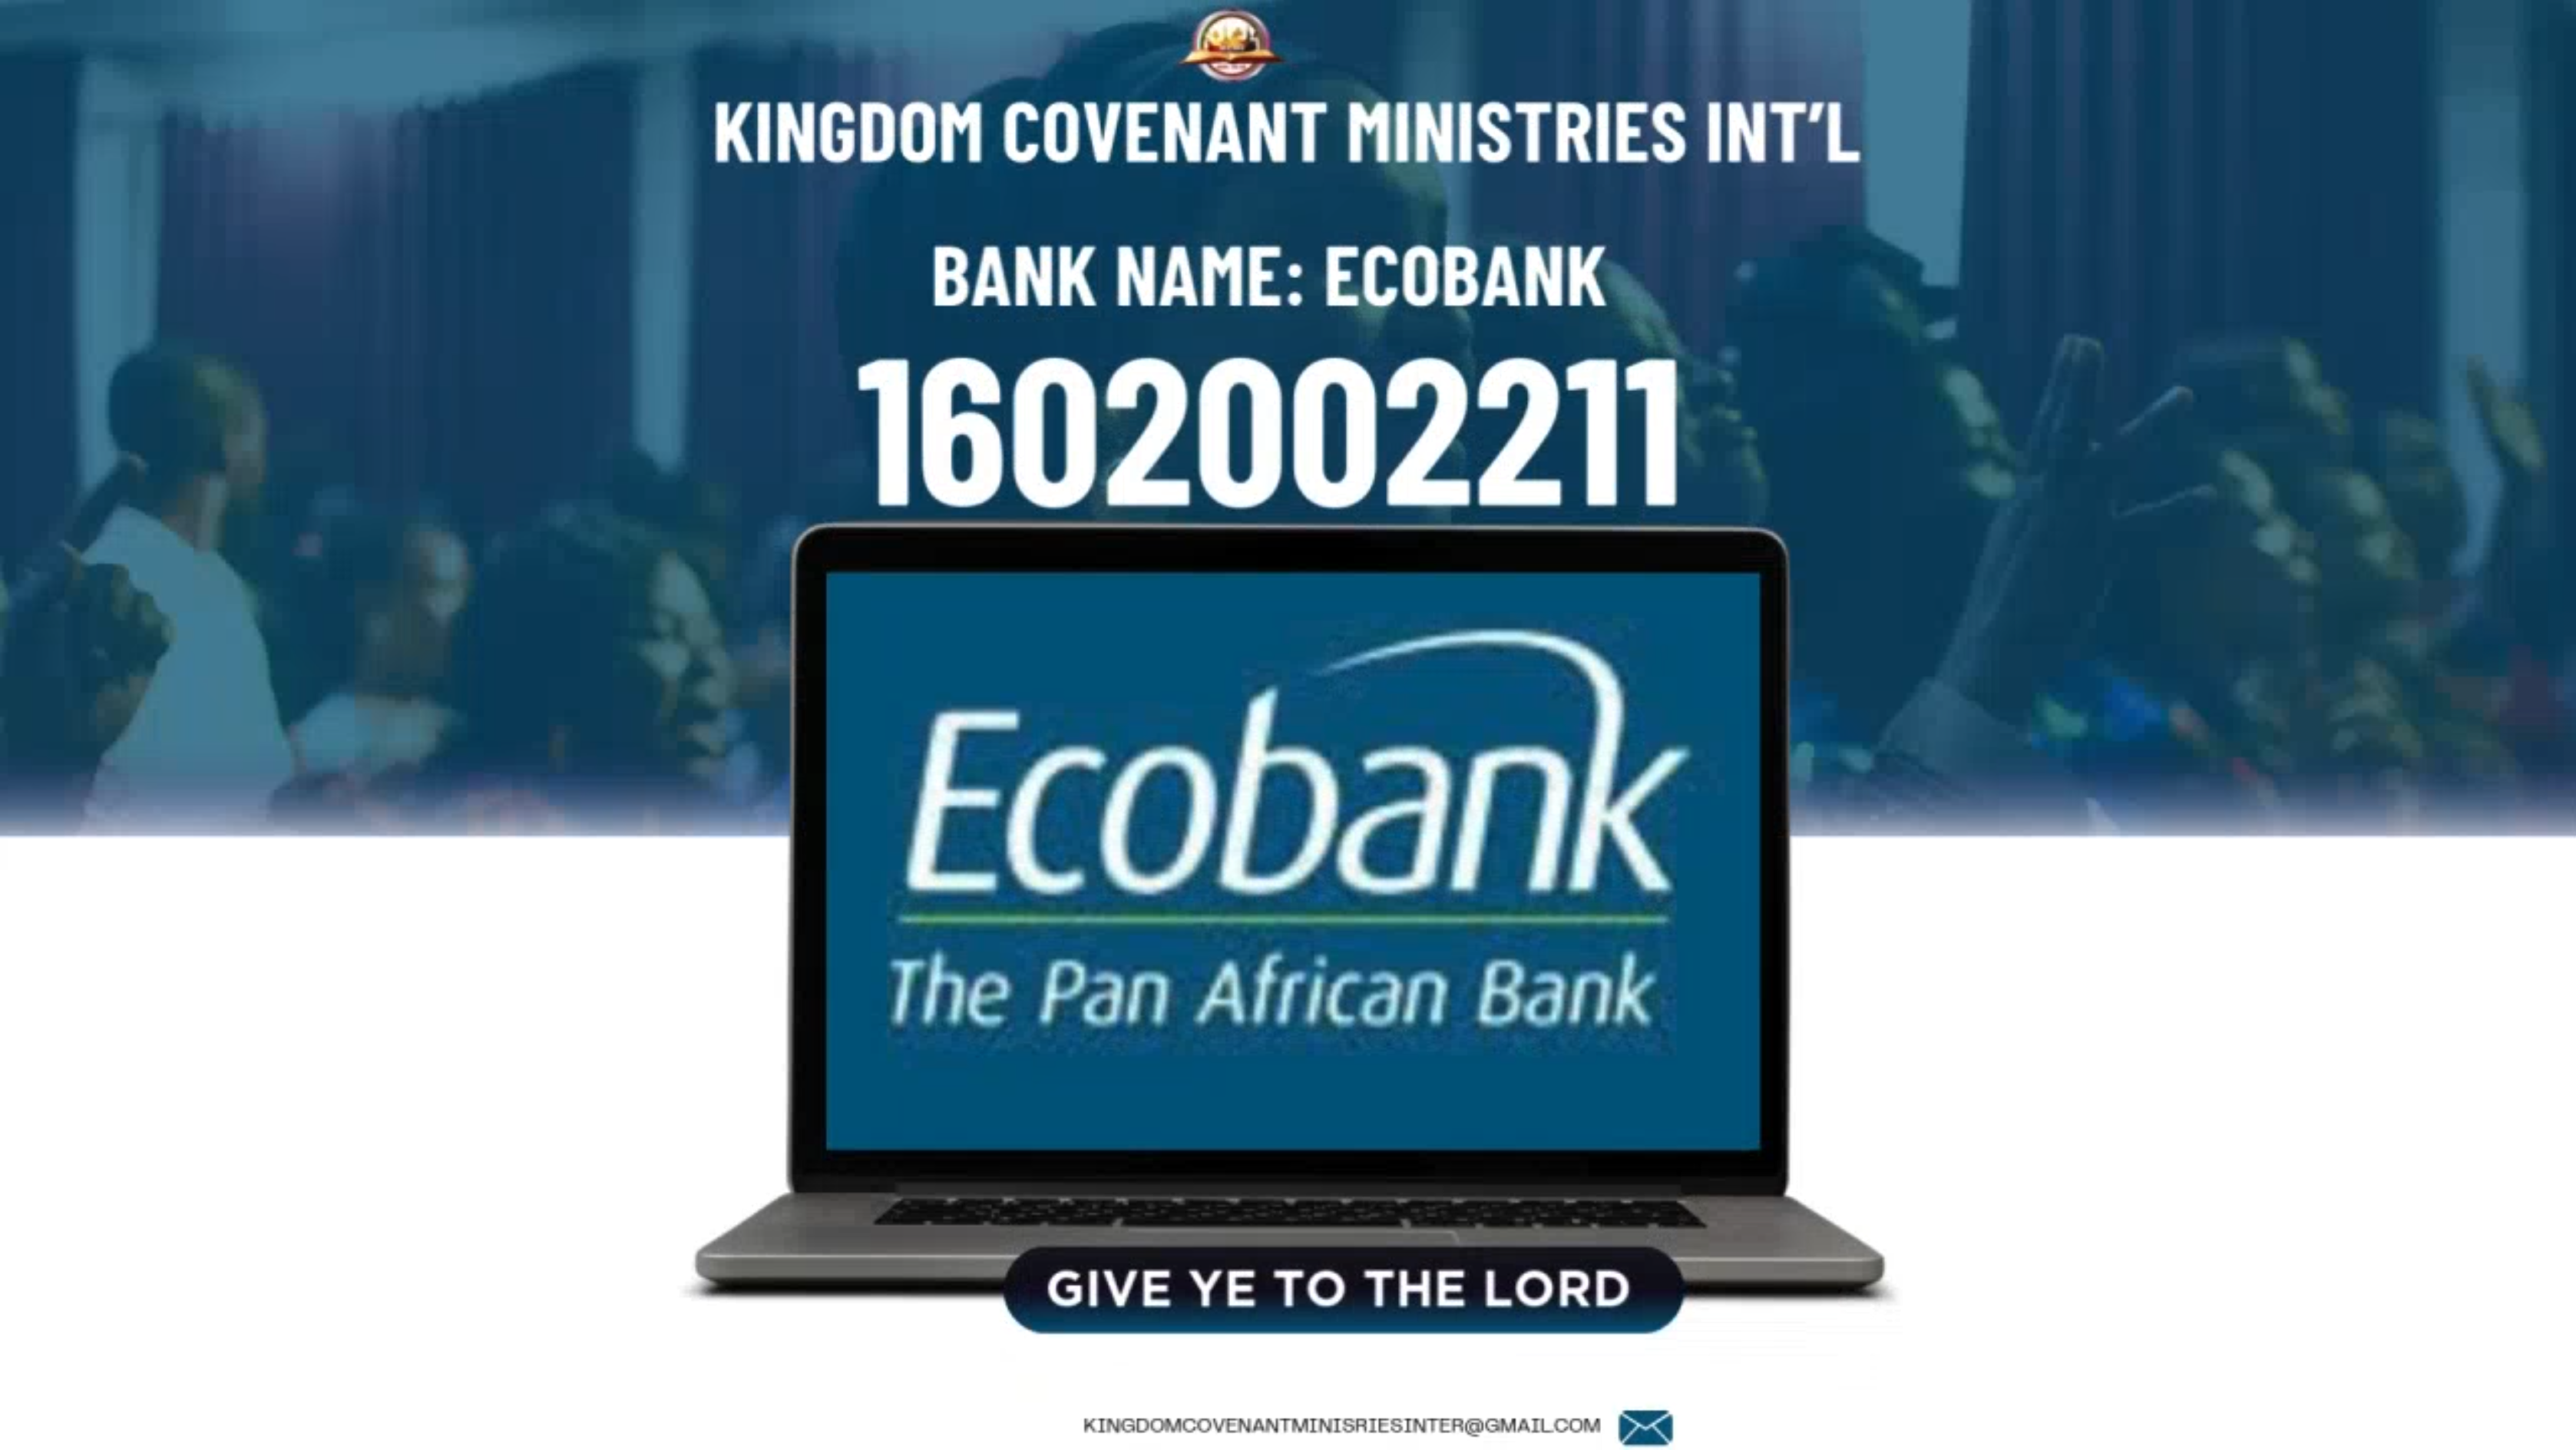 KINGDOM COVENANT MINISTRIES INT'L
BANK NAME: ECOBANK
1602002211
Ecobank
The Pan African Bank
GIVE YE TO THE LORD
KINGDOMCOVENANTMINISRIESINTER@GMAIL.COM